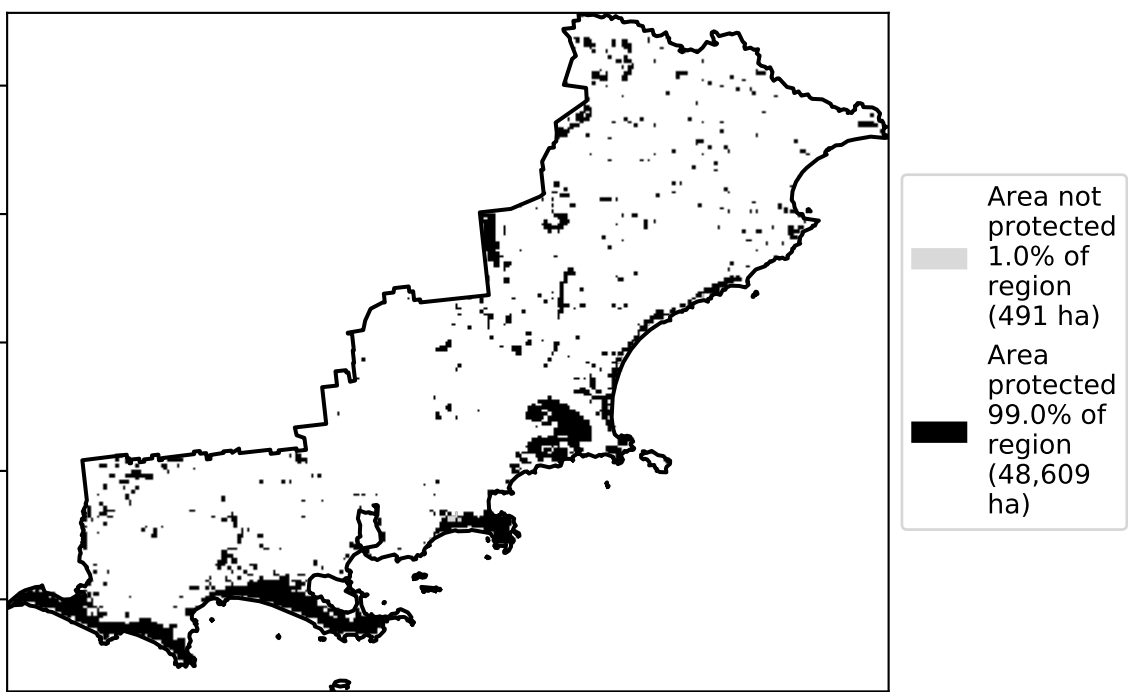 Area not
protected
1.0% of
region
(491 ha)
Area
protected
99.0% of
region
(48,609
ha)